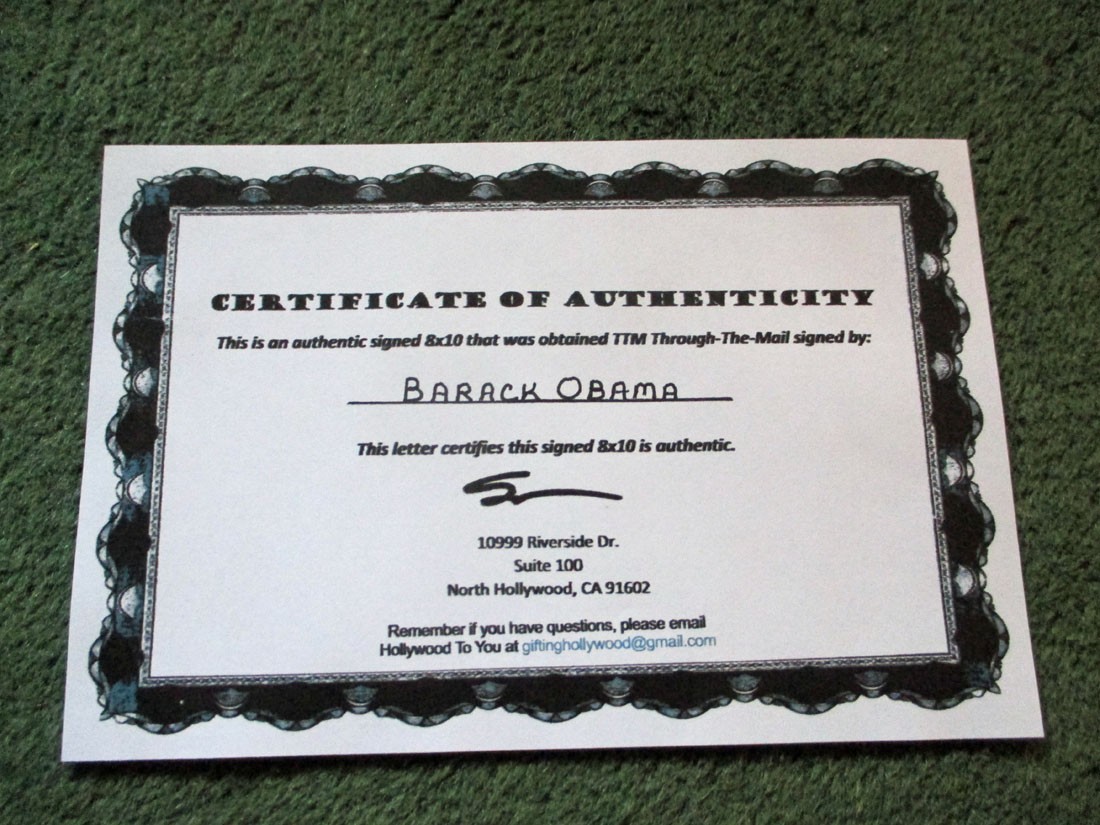 CERTIFICATE OF AUTHENTICITY
This is an authentic signed 8x10 that was obtained TTM Through-The-Mail signed by:
BARACK OBAMA
This letter certifies this signed 8x10 is authentic.
10999 Riverside Dr.
Suite 100
North Hollywood, CA 91602
Remember if you have questions, please email
Hollywood To You at giftinghollywood@gmail.com